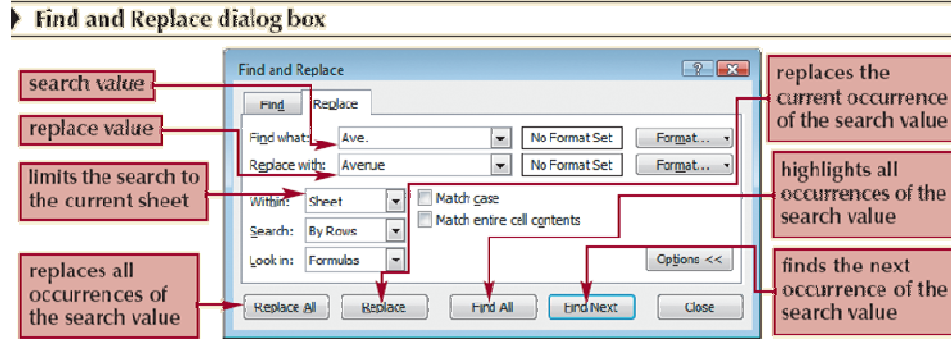 Find and Replace dialog box
search value
replace value
limits the search to
the current sheet
replaces all
occurrences of
the search value
Find and Replace
Find Replace
Find what: Ave. No Format Set Format...
Replace with: Avenue No Format Set Format...
Within: Sheet Match case
Match entire cell contents
Search: By Rows
Look in: Formulas Options <<
Replace All Replace Find All Find Next Close
replaces the
current occurrence
of the search value
highlights all
occurrences of the
search value
finds the next
occurrence of the
search value